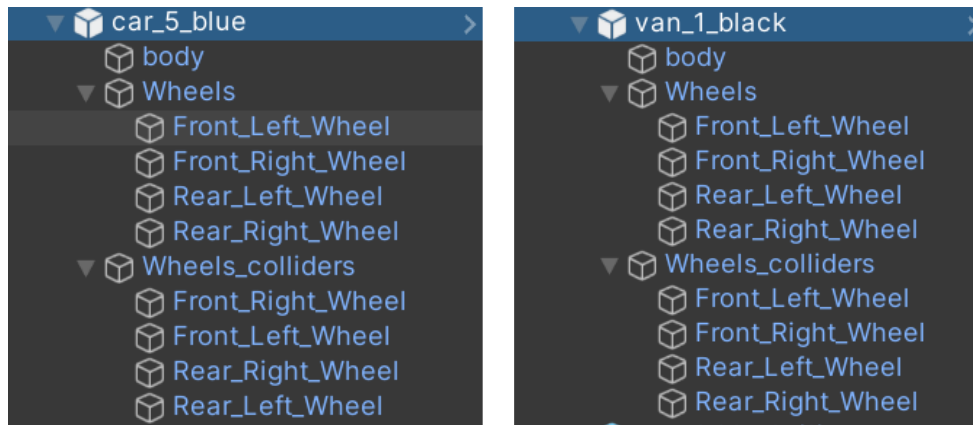 car_5_blue
body
Wheels
Front_Left_Wheel
Front_Right_Wheel
Rear_Left_Wheel
Rear_Right_Wheel
Wheels_colliders
Front_Right_Wheel
Front_Left_Wheel
Rear_Right_Wheel
Rear_Left_Wheel
van_1_black
body
Wheels
Front_Left_Wheel
Front_Right_Wheel
Rear_Left_Wheel
Rear_Right_Wheel
Wheels_colliders
Front_Left_Wheel
Front_Right_Wheel
Rear_Left_Wheel
Rear_Right_Wheel